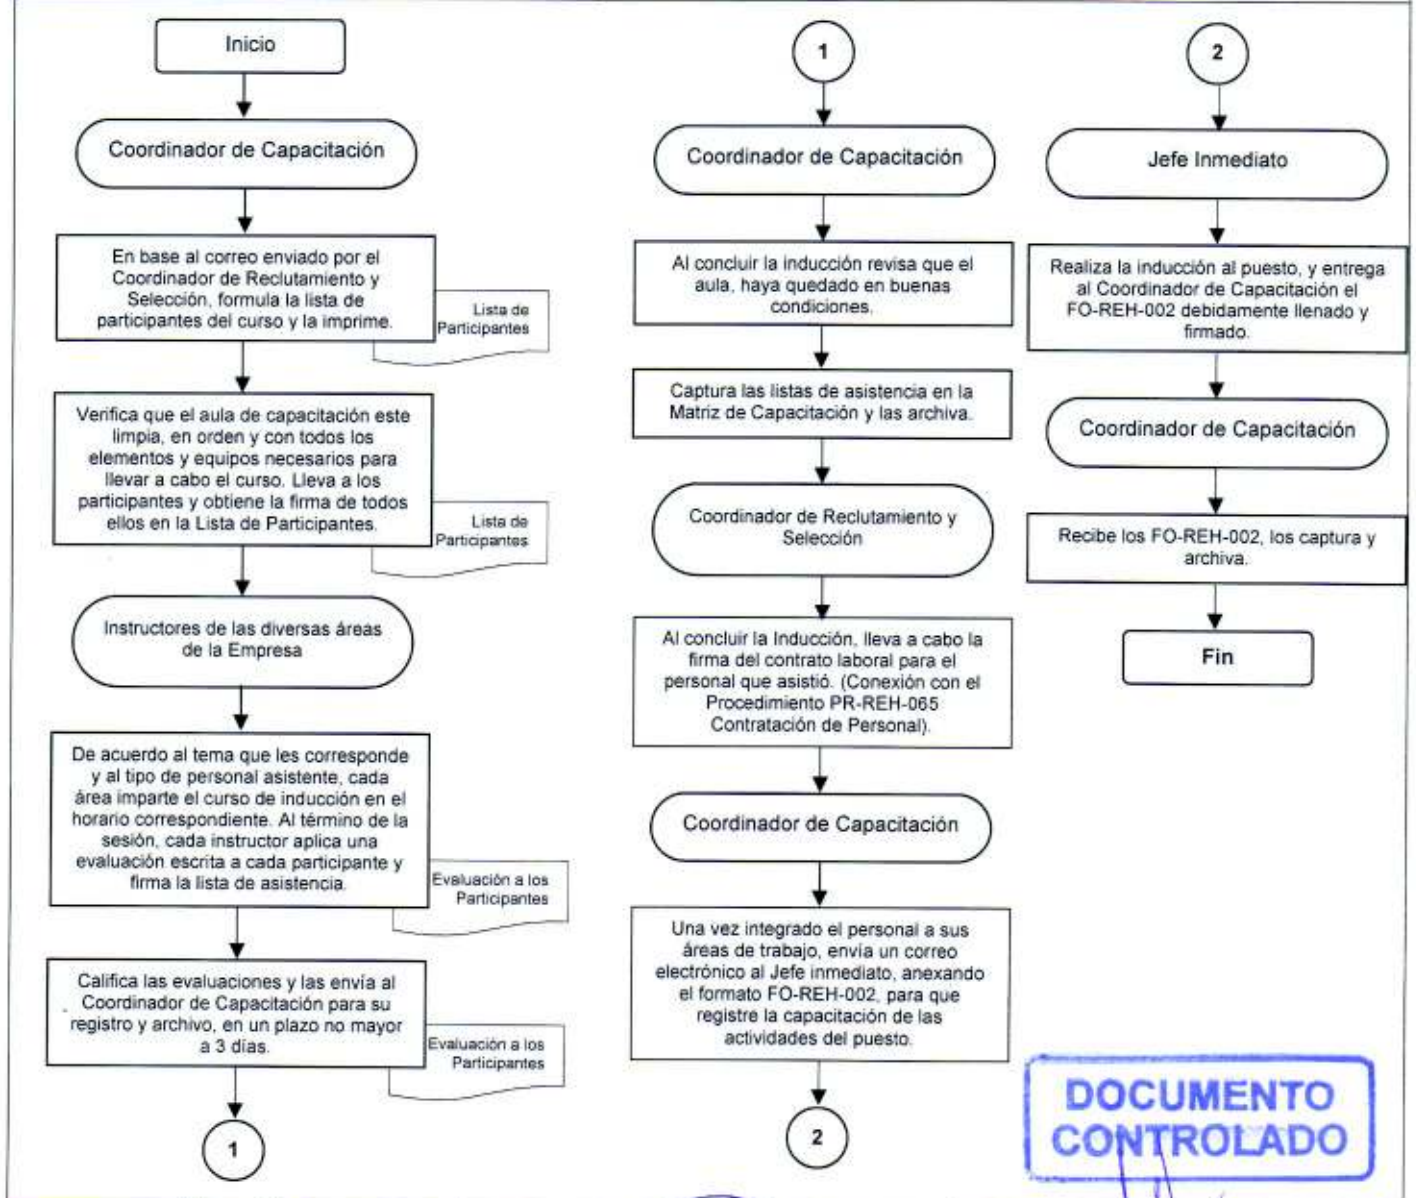 Inicio
Coordinador de Capacitación
En base al correo enviado por el
Coordinador de Reclutamiento y
Selección, formula la lista de
participantes del curso y la imprime.
Lista de
Participantes
Verifica que el aula de capacitación este
limpia, en orden y con todos los
elementos y equipos necesarios para
llevar a cabo el curso. Lleva a los
participantes y obtiene la firma de todos
ellos en la Lista de Participantes.
Lista de
Participantes
Instructores de las diversas áreas
de la Empresa
De acuerdo al tema que les corresponde
y al tipo de personal asistente, cada
área imparte el curso de inducción en el
horario correspondiente. Al término de la
sesión, cada instructor aplica una
evaluación escrita a cada participante y
firma la lista de asistencia.
Evaluación a los
Participantes
Califica las evaluaciones y las envía al
Coordinador de Capacitación para su
registro y archivo, en un plazo no mayor
a 3 días.
Evaluación a los
Participantes
1
1
Coordinador de Capacitación
Al concluir la inducción revisa que el
aula, haya quedado en buenas
condiciones.
Captura las listas de asistencia en la
Matriz de Capacitación y las archiva.
Coordinador de Reclutamiento y
Selección
Al concluir la Inducción, lleva a cabo la
firma del contrato laboral para el
personal que asistió. (Conexión con el
Procedimiento PR-REH-065
Contratación de Personal).
Coordinador de Capacitación
Una vez integrado el personal a sus
áreas de trabajo, envía un correo
electrónico al Jefe inmediato, anexando
el formato FO-REH-002, para que
registre la capacitación de las
actividades del puesto.
2
2
Jefe Inmediato
Realiza la inducción al puesto, y entrega
al Coordinador de Capacitación el
FO-REH-002 debidamente llenado y
firmado.
Coordinador de Capacitación
Recibe los FO-REH-002, los captura y
archiva.
Fin
DOCUMENTO
CONTROLADO